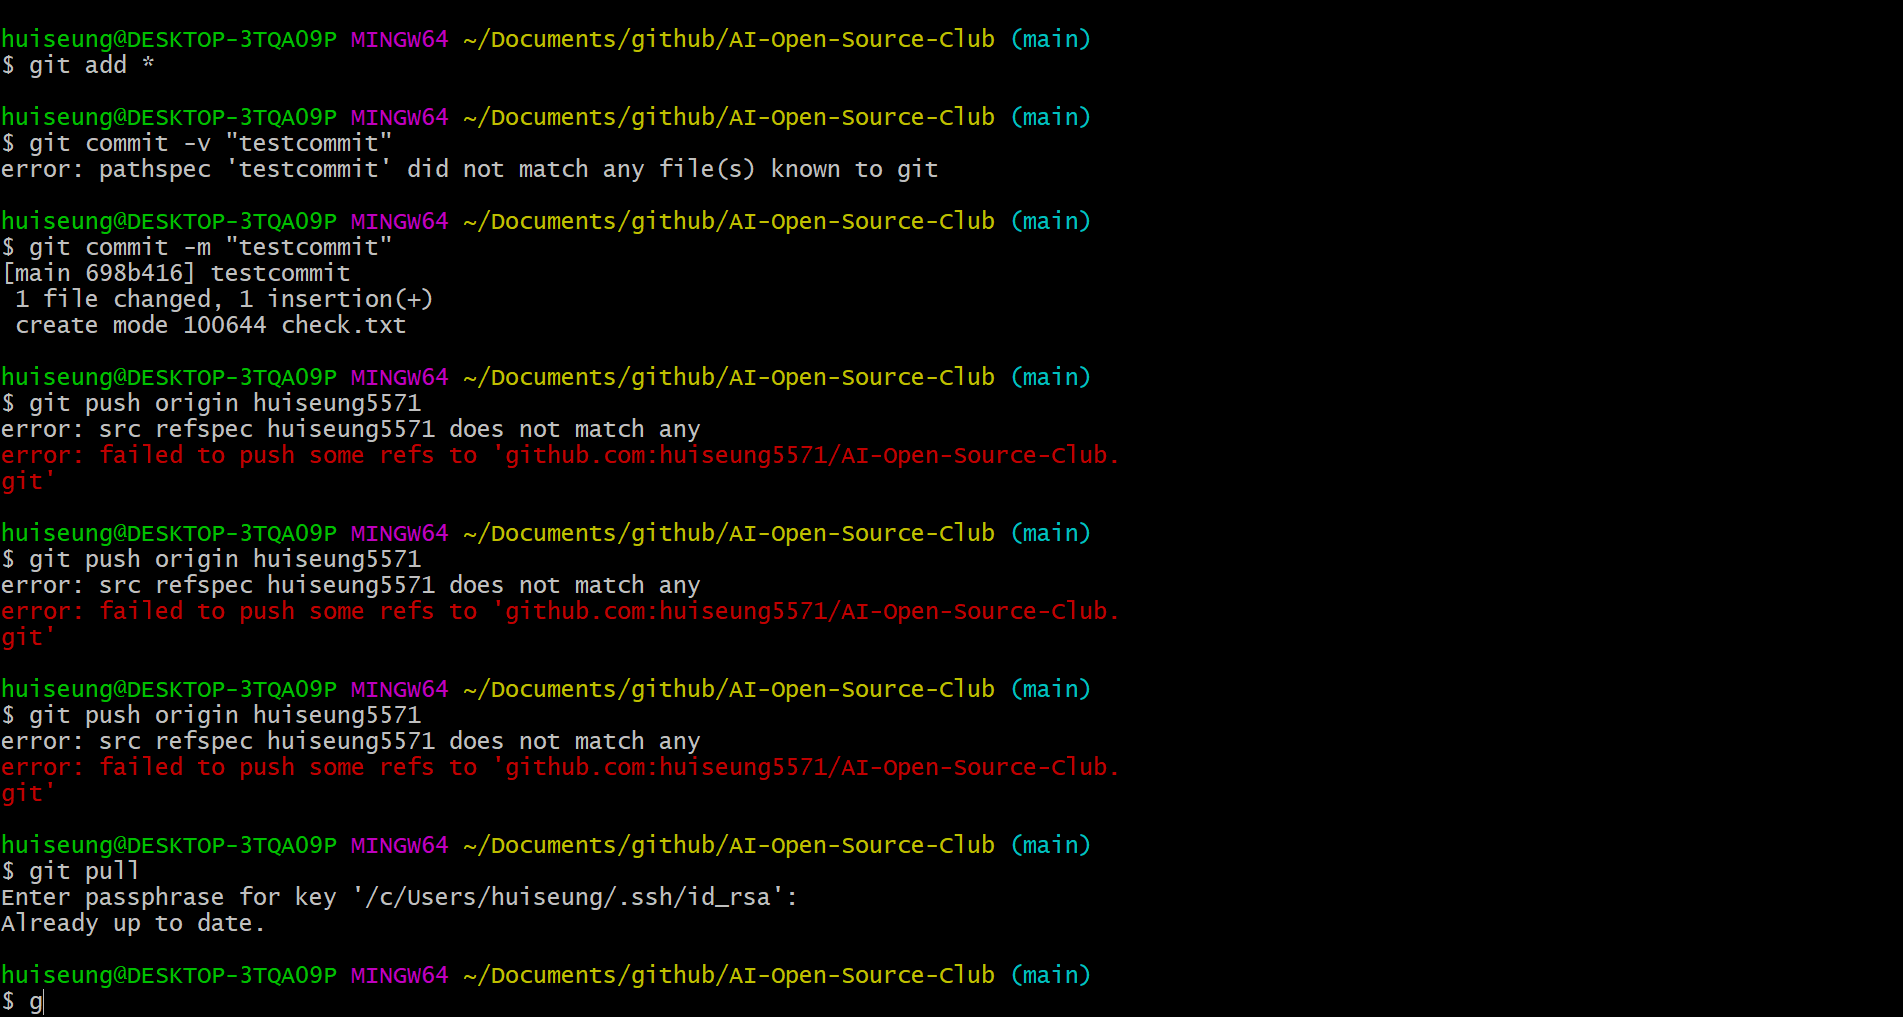 huiseung@DESKTOP-3TQA09P MINGW64 ~/Documents/github/AI-Open-Source-Club (main)
$ git add *
huiseung@DESKTOP-3TQA09P MINGW64 ~/Documents/github/AI-Open-Source-Club (main)
$ git commit -v "testcommit"
error: pathspec 'testcommit' did not match any file(s) known to git
huiseung@DESKTOP-3TQA09P MINGW64 ~/Documents/github/AI-Open-Source-Club (main)
$ git commit -m "testcommit"
[main 698b416] testcommit
 1 file changed, 1 insertion(+)
 create mode 100644 check.txt
huiseung@DESKTOP-3TQA09P MINGW64 ~/Documents/github/AI-Open-Source-Club (main)
$ git push origin huiseung5571
error: src refspec huiseung5571 does not match any
error: failed to push some refs to 'github.com:huiseung5571/AI-Open-Source-Club.
git'
huiseung@DESKTOP-3TQA09P MINGW64 ~/Documents/github/AI-Open-Source-Club (main)
$ git push origin huiseung5571
error: src refspec huiseung5571 does not match any
error: failed to push some refs to 'github.com:huiseung5571/AI-Open-Source-Club.
git'
huiseung@DESKTOP-3TQA09P MINGW64 ~/Documents/github/AI-Open-Source-Club (main)
$ git push origin huiseung5571
error: src refspec huiseung5571 does not match any
error: failed to push some refs to 'github.com:huiseung5571/AI-Open-Source-Club.
git'
huiseung@DESKTOP-3TQA09P MINGW64 ~/Documents/github/AI-Open-Source-Club (main)
$ git pull
Enter passphrase for key '/c/Users/huiseung/.ssh/id_rsa':
Already up to date.
huiseung@DESKTOP-3TQA09P MINGW64 ~/Documents/github/AI-Open-Source-Club (main)
$ g